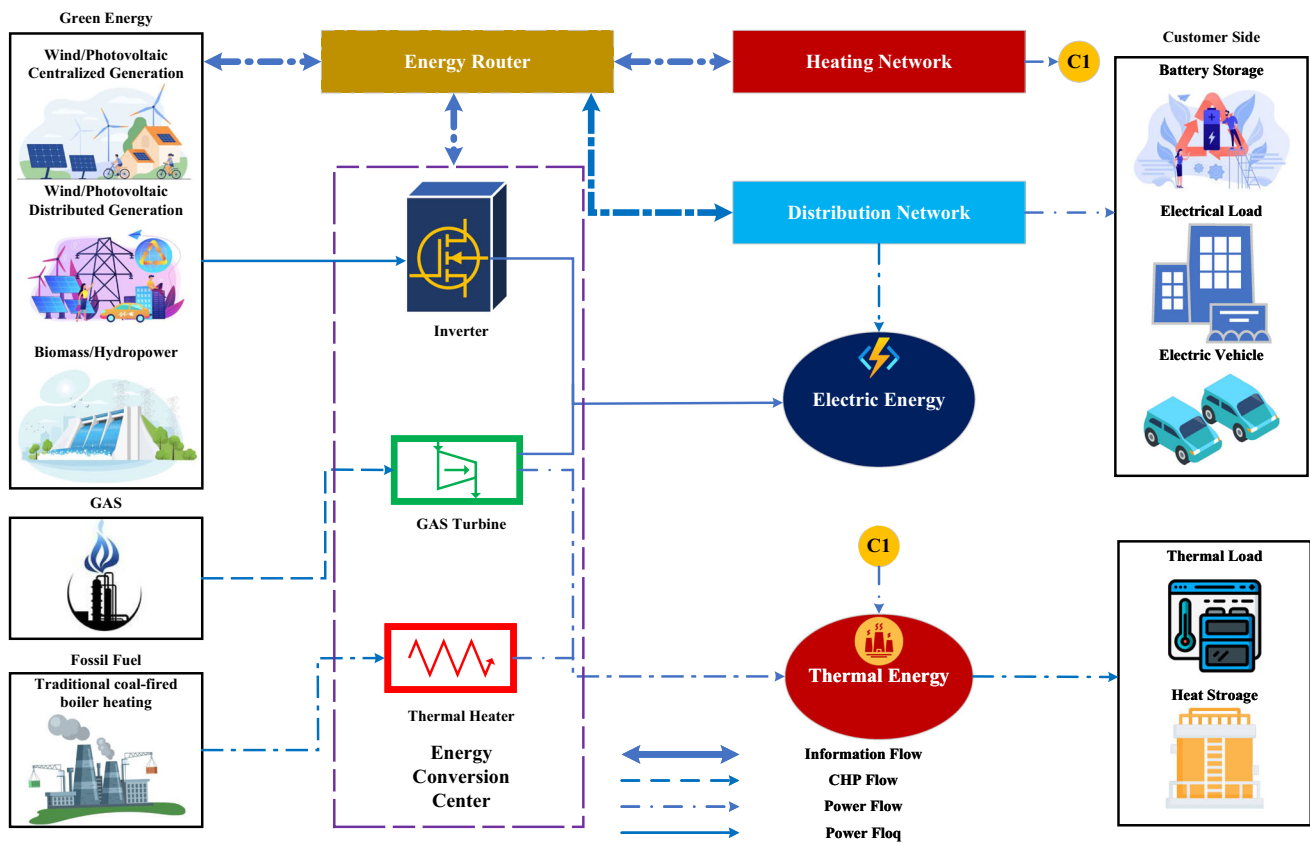 Green Energy
Wind/Photovoltaic
Centralized Generation
Wind/Photovoltaic
Distributed Generation
Biomass/Hydropower
GAS
Fossil Fuel
Traditional coal-fired
boiler heating
Energy Router
Inverter
GAS Turbine
Thermal Heater
Energy
Conversion
Center
Heating Network
C1
Distribution Network
Electric Energy
C1
Thermal Energy
Customer Side
Battery Storage
Electrical Load
Electric Vehicle
Thermal Load
Heat Stroage
Information Flow
CHP Flow
Power Flow
Power Floq